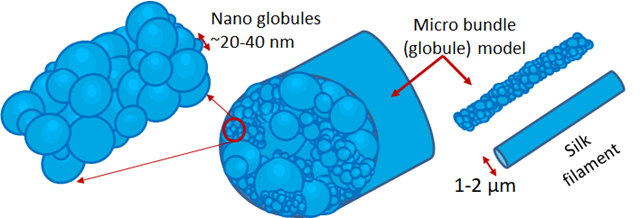 Nano globules
~20-40 nm
Micro bundle
(globule) model
Silk
filament
1-2 μm